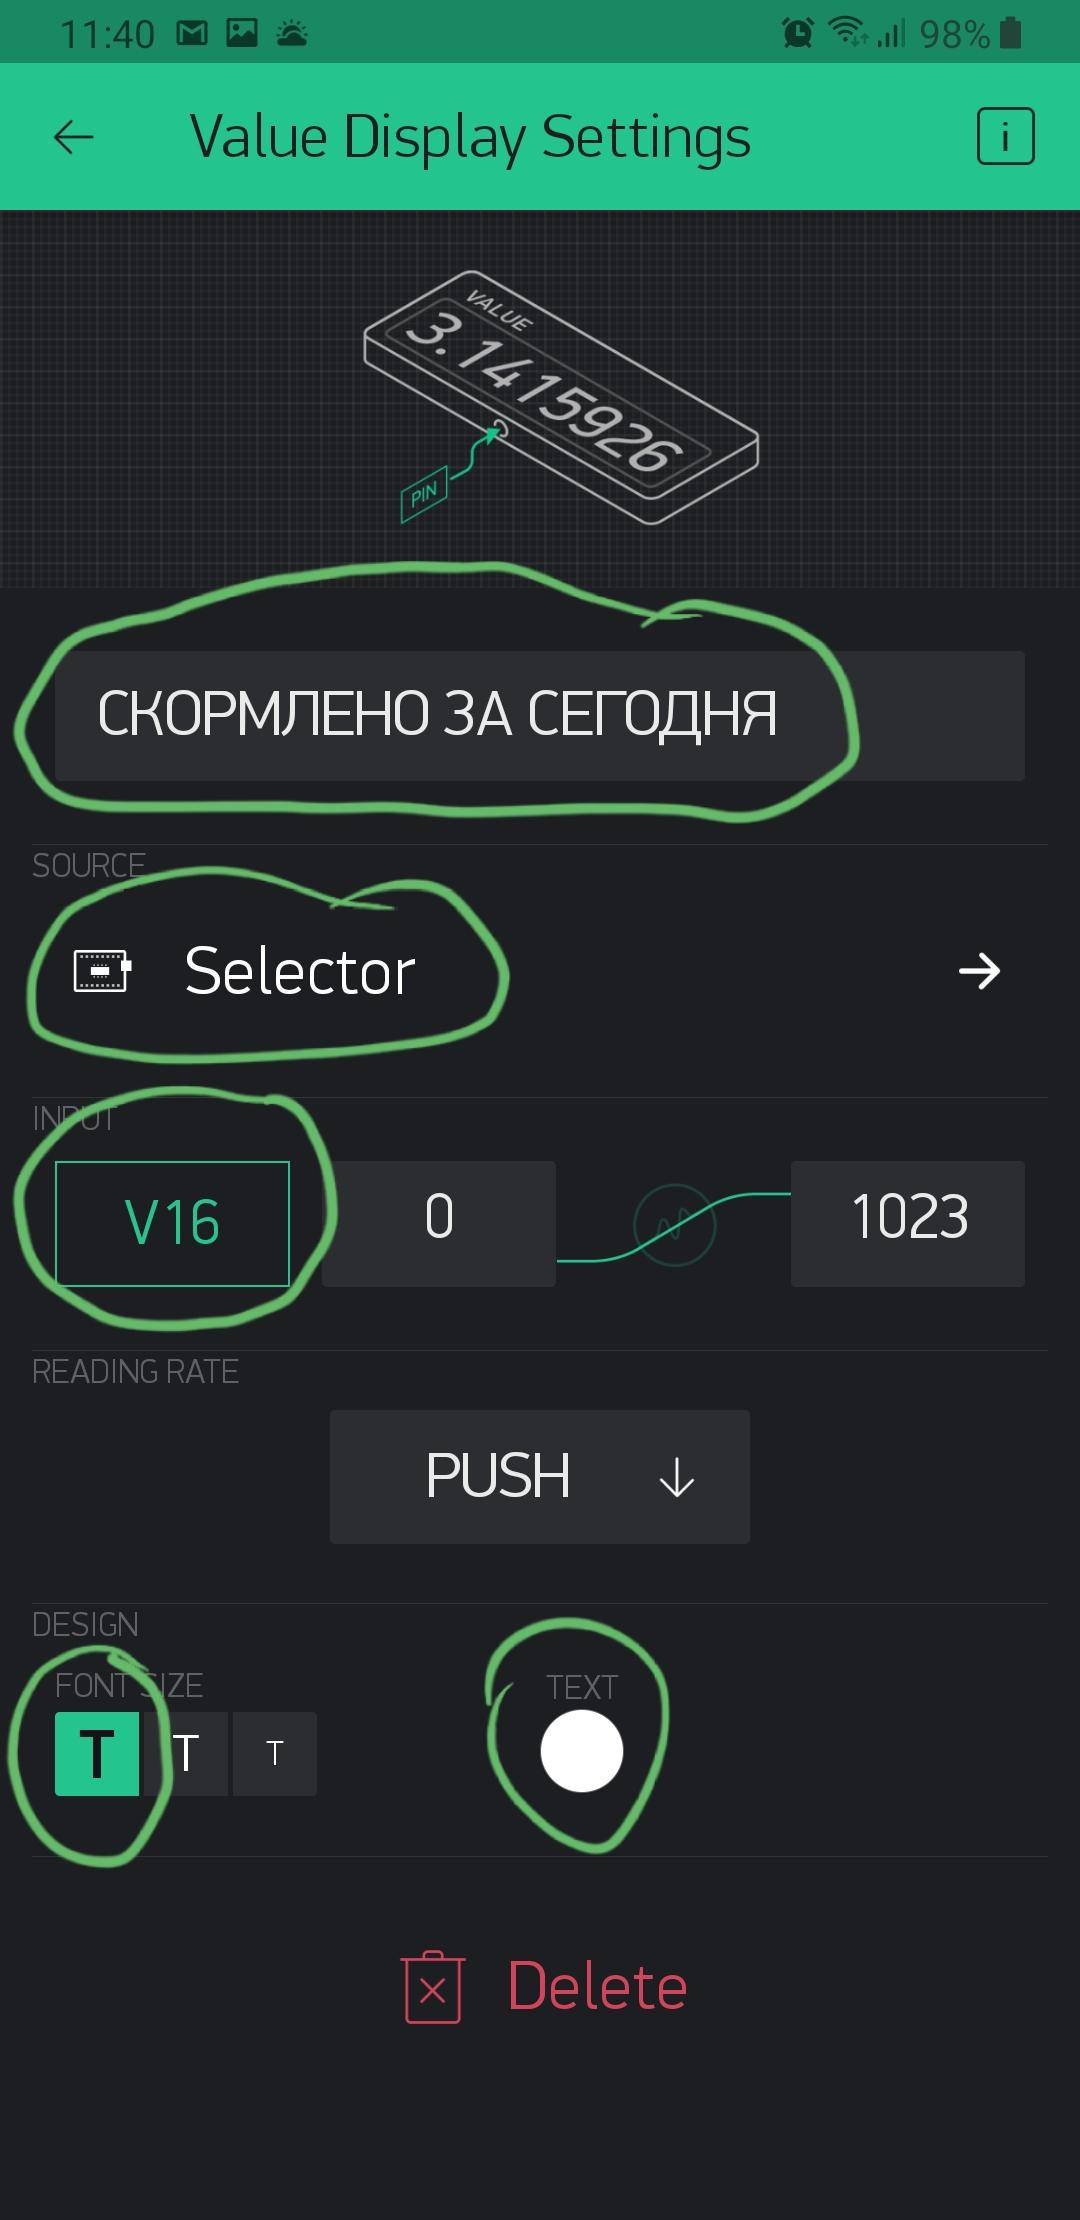 11:40 98%
Value Display Settings i
VALUE
3.1415926
PIN
СКОРМЛЕНО ЗА СЕГОДНЯ
SOURCE
Selector
INPUT
V16 0 1023
READING RATE
PUSH
DESIGN
FONT SIZE TEXT
T T T
Delete